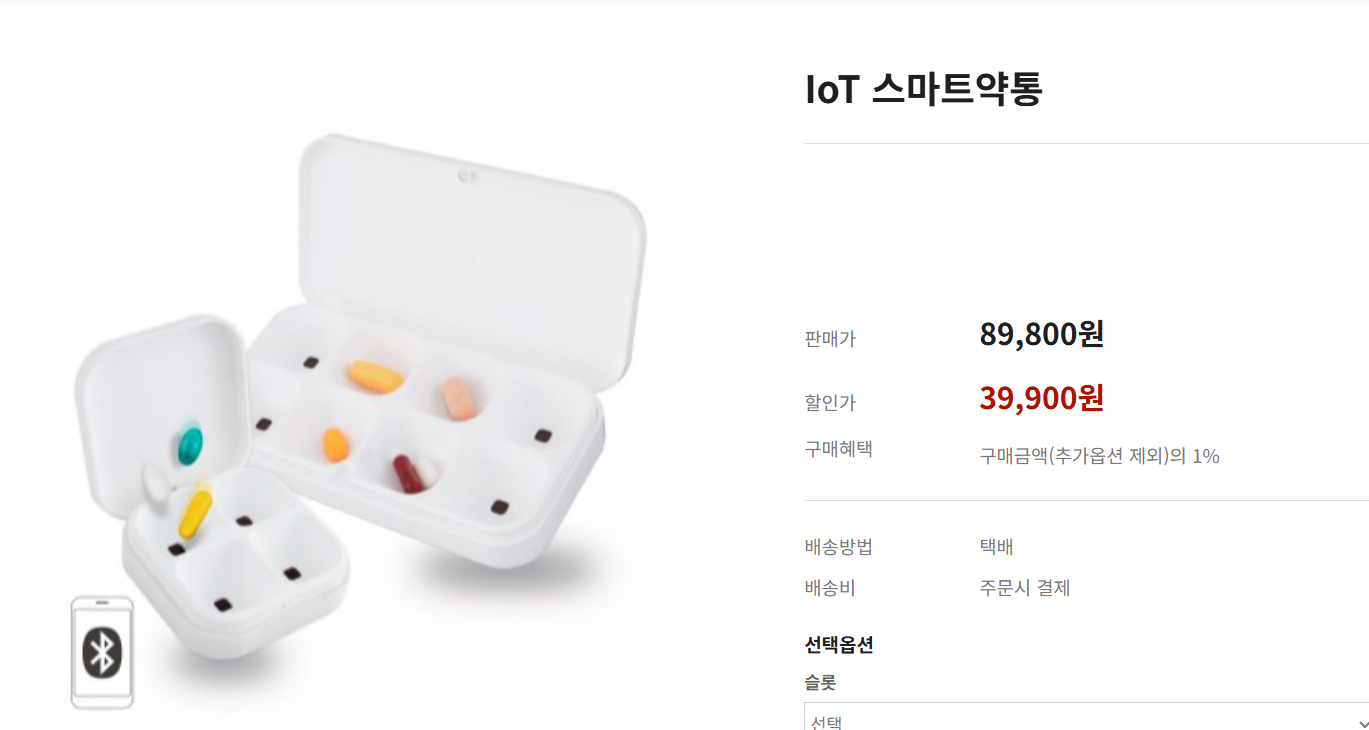 IoT 스마트약통
판매가 89,800원
할인가 39,900원
구매혜택 구매금액(추가옵션 제외)의 1%
배송방법 택배
배송비 주문시 결제
선택옵션
슬롯
선택